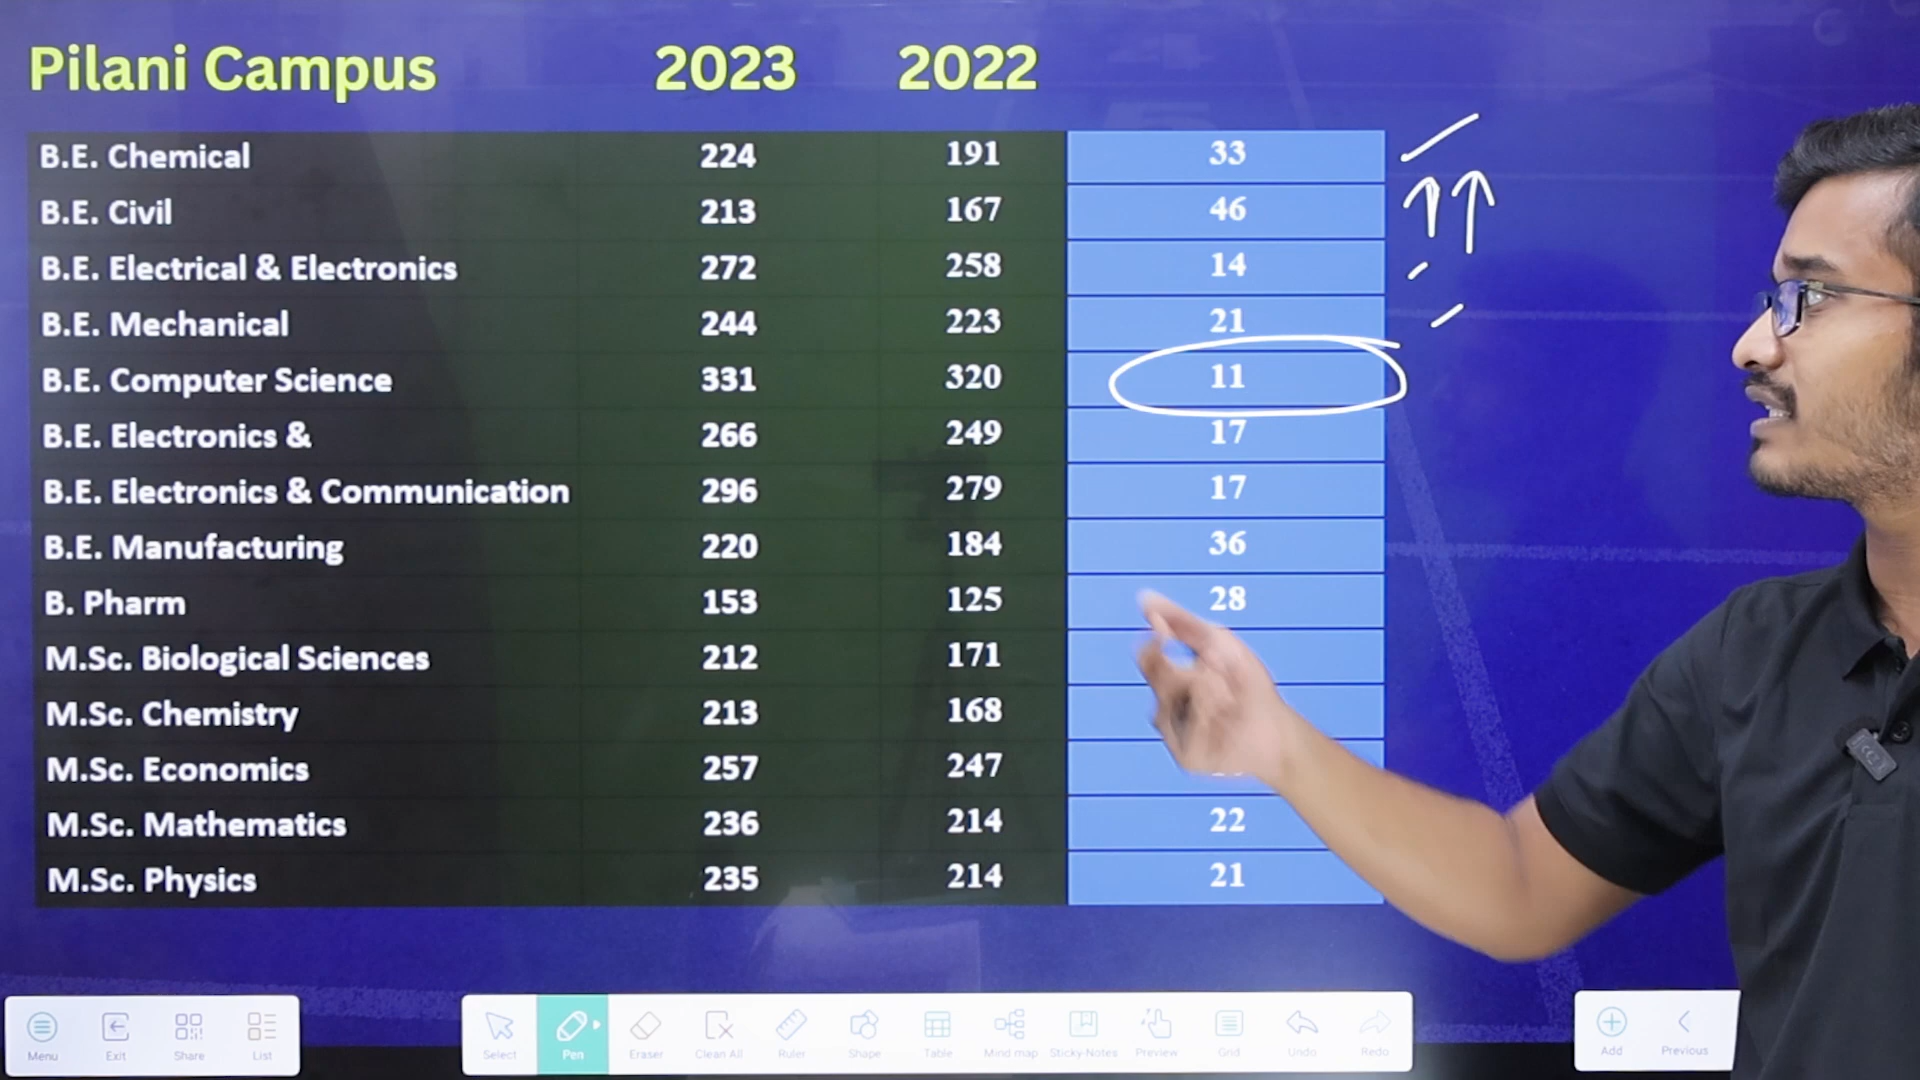 Pilani Campus 2023 2022
B.E. Chemical 224 191 33
B.E. Civil 213 167 46
B.E. Electrical & Electronics 272 258 14
B.E. Mechanical 244 223 21
B.E. Computer Science 331 320 11
B.E. Electronics & 266 249 17
B.E. Electronics & Communication 296 279 17
B.E. Manufacturing 220 184 36
B. Pharm 153 125 28
M.Sc. Biological Sciences 212 171
M.Sc. Chemistry 213 168
M.Sc. Economics 257 247
M.Sc. Mathematics 236 214 22
M.Sc. Physics 235 214 21
Menu Exit Share List Select Pen Eraser Clean All Ruler Shape Table Mind map Sticky-Notes Preview Grid Undo Redo Add Previous